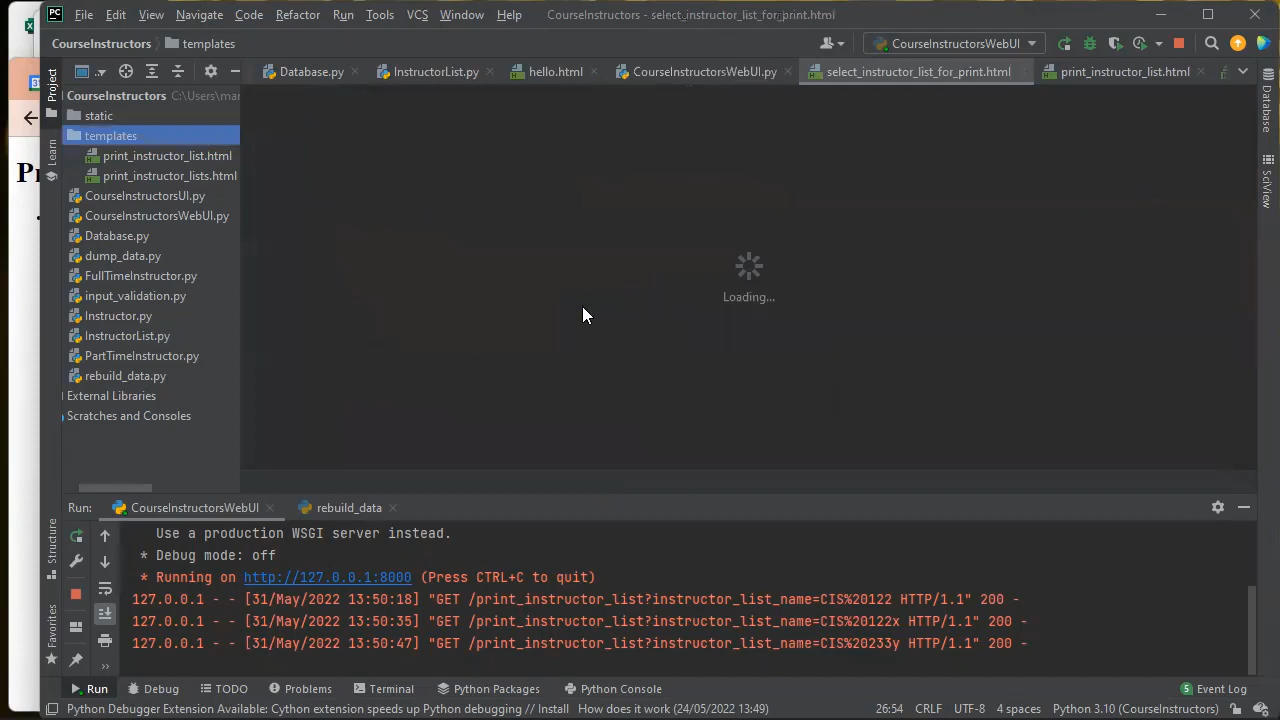 File Edit View Navigate Code Refactor Run Tools VCS Window Help CourseInstructors - select_instructor_list_for_print.html
CourseInstructors templates CourseInstructorsWebUI
Project Database.py InstructorList.py hello.html CourseInstructorsWebUI.py select_instructor_list_for_print.html print_instructor_list.html
CourseInstructors C:\Users\mar
static
templates
print_instructor_list.html
print_instructor_lists.html
CourseInstructorsUI.py
CourseInstructorsWebUI.py
Database.py
dump_data.py
FullTimeInstructor.py
input_validation.py
Instructor.py
InstructorList.py
PartTimeInstructor.py
rebuild_data.py
External Libraries
Scratches and Consoles
Learn
Structure
Favorites
Loading...
Database
SciView
Run: CourseInstructorsWebUI rebuild_data
Use a production WSGI server instead.
* Debug mode: off
* Running on http://127.0.0.1:8000 (Press CTRL+C to quit)
127.0.0.1 - - [31/May/2022 13:50:18] "GET /print_instructor_list?instructor_list_name=CIS%20122 HTTP/1.1" 200 -
127.0.0.1 - - [31/May/2022 13:50:35] "GET /print_instructor_list?instructor_list_name=CIS%20122x HTTP/1.1" 200 -
127.0.0.1 - - [31/May/2022 13:50:47] "GET /print_instructor_list?instructor_list_name=CIS%20233y HTTP/1.1" 200 -
Run Debug TODO Problems Terminal Python Packages Python Console 5 Event Log
Python Debugger Extension Available: Cython extension speeds up Python debugging // Install How does it work (24/05/2022 13:49) 26:54 CRLF UTF-8 4 spaces Python 3.10 (CourseInstructors)